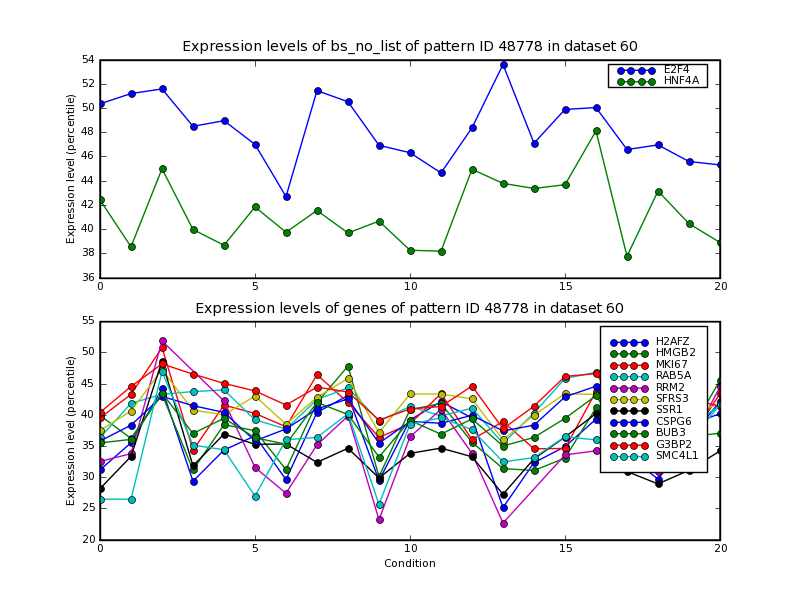 Expression levels of bs_no_list of pattern ID 48778 in dataset 60
54
52
50
48
46
44
42
40
38
36
Expression level (percentile)
E2F4
HNF4A
0 5 10 15 20
Expression levels of genes of pattern ID 48778 in dataset 60
55
50
45
40
35
30
25
20
Expression level (percentile)
H2AFZ
HMGB2
MKI67
RAB5A
RRM2
SFRS3
SSR1
CSPG6
BUB3
G3BP2
SMC4L1
0 5 10 15 20
Condition